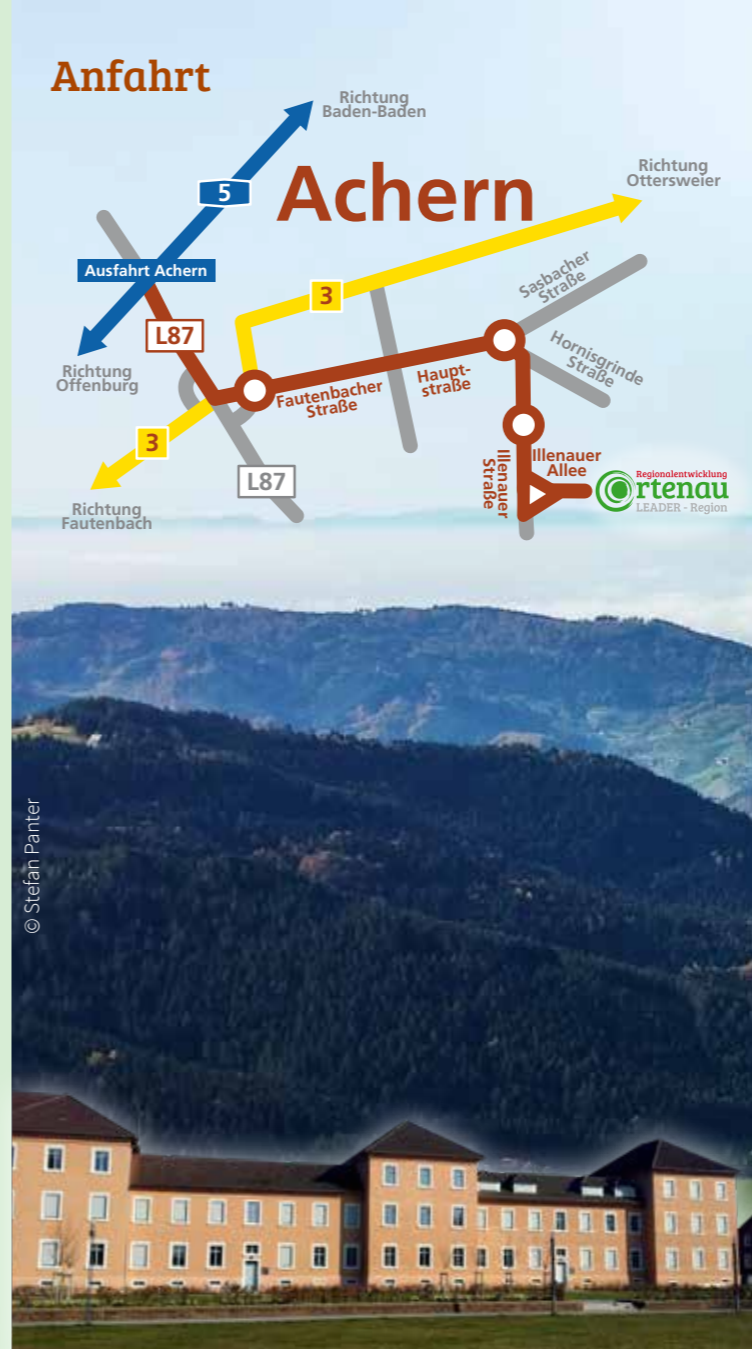 Anfahrt
Richtung
Baden-Baden
5
Achern
Richtung
Ottersweier
Ausfahrt Achern
3
Sasbacher
Straße
L87
Hornisgrinde
Straße
Richtung
Offenburg
Fautenbacher
Straße
Haupt-
straße
3
L87
Illenauer
Straße
Illenauer
Allee
Regionalentwicklung
Ortenau
LEADER - Region
Richtung
Fautenbach
© Stefan Panter